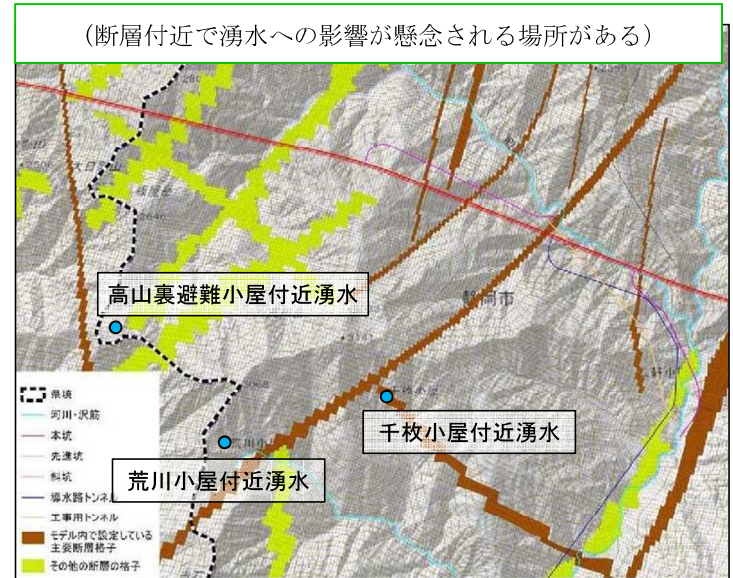 （断層付近で湧水への影響が懸念される場所がある）
高山裏避難小屋付近湧水
静岡市
千枚小屋
千枚小屋付近湧水
荒川小屋付近湧水
県境
河川・沢筋
本坑
先進坑
斜坑
導水路トンネル
工事用トンネル
モデル内で設定している
主要断層格子
その他の断層の格子